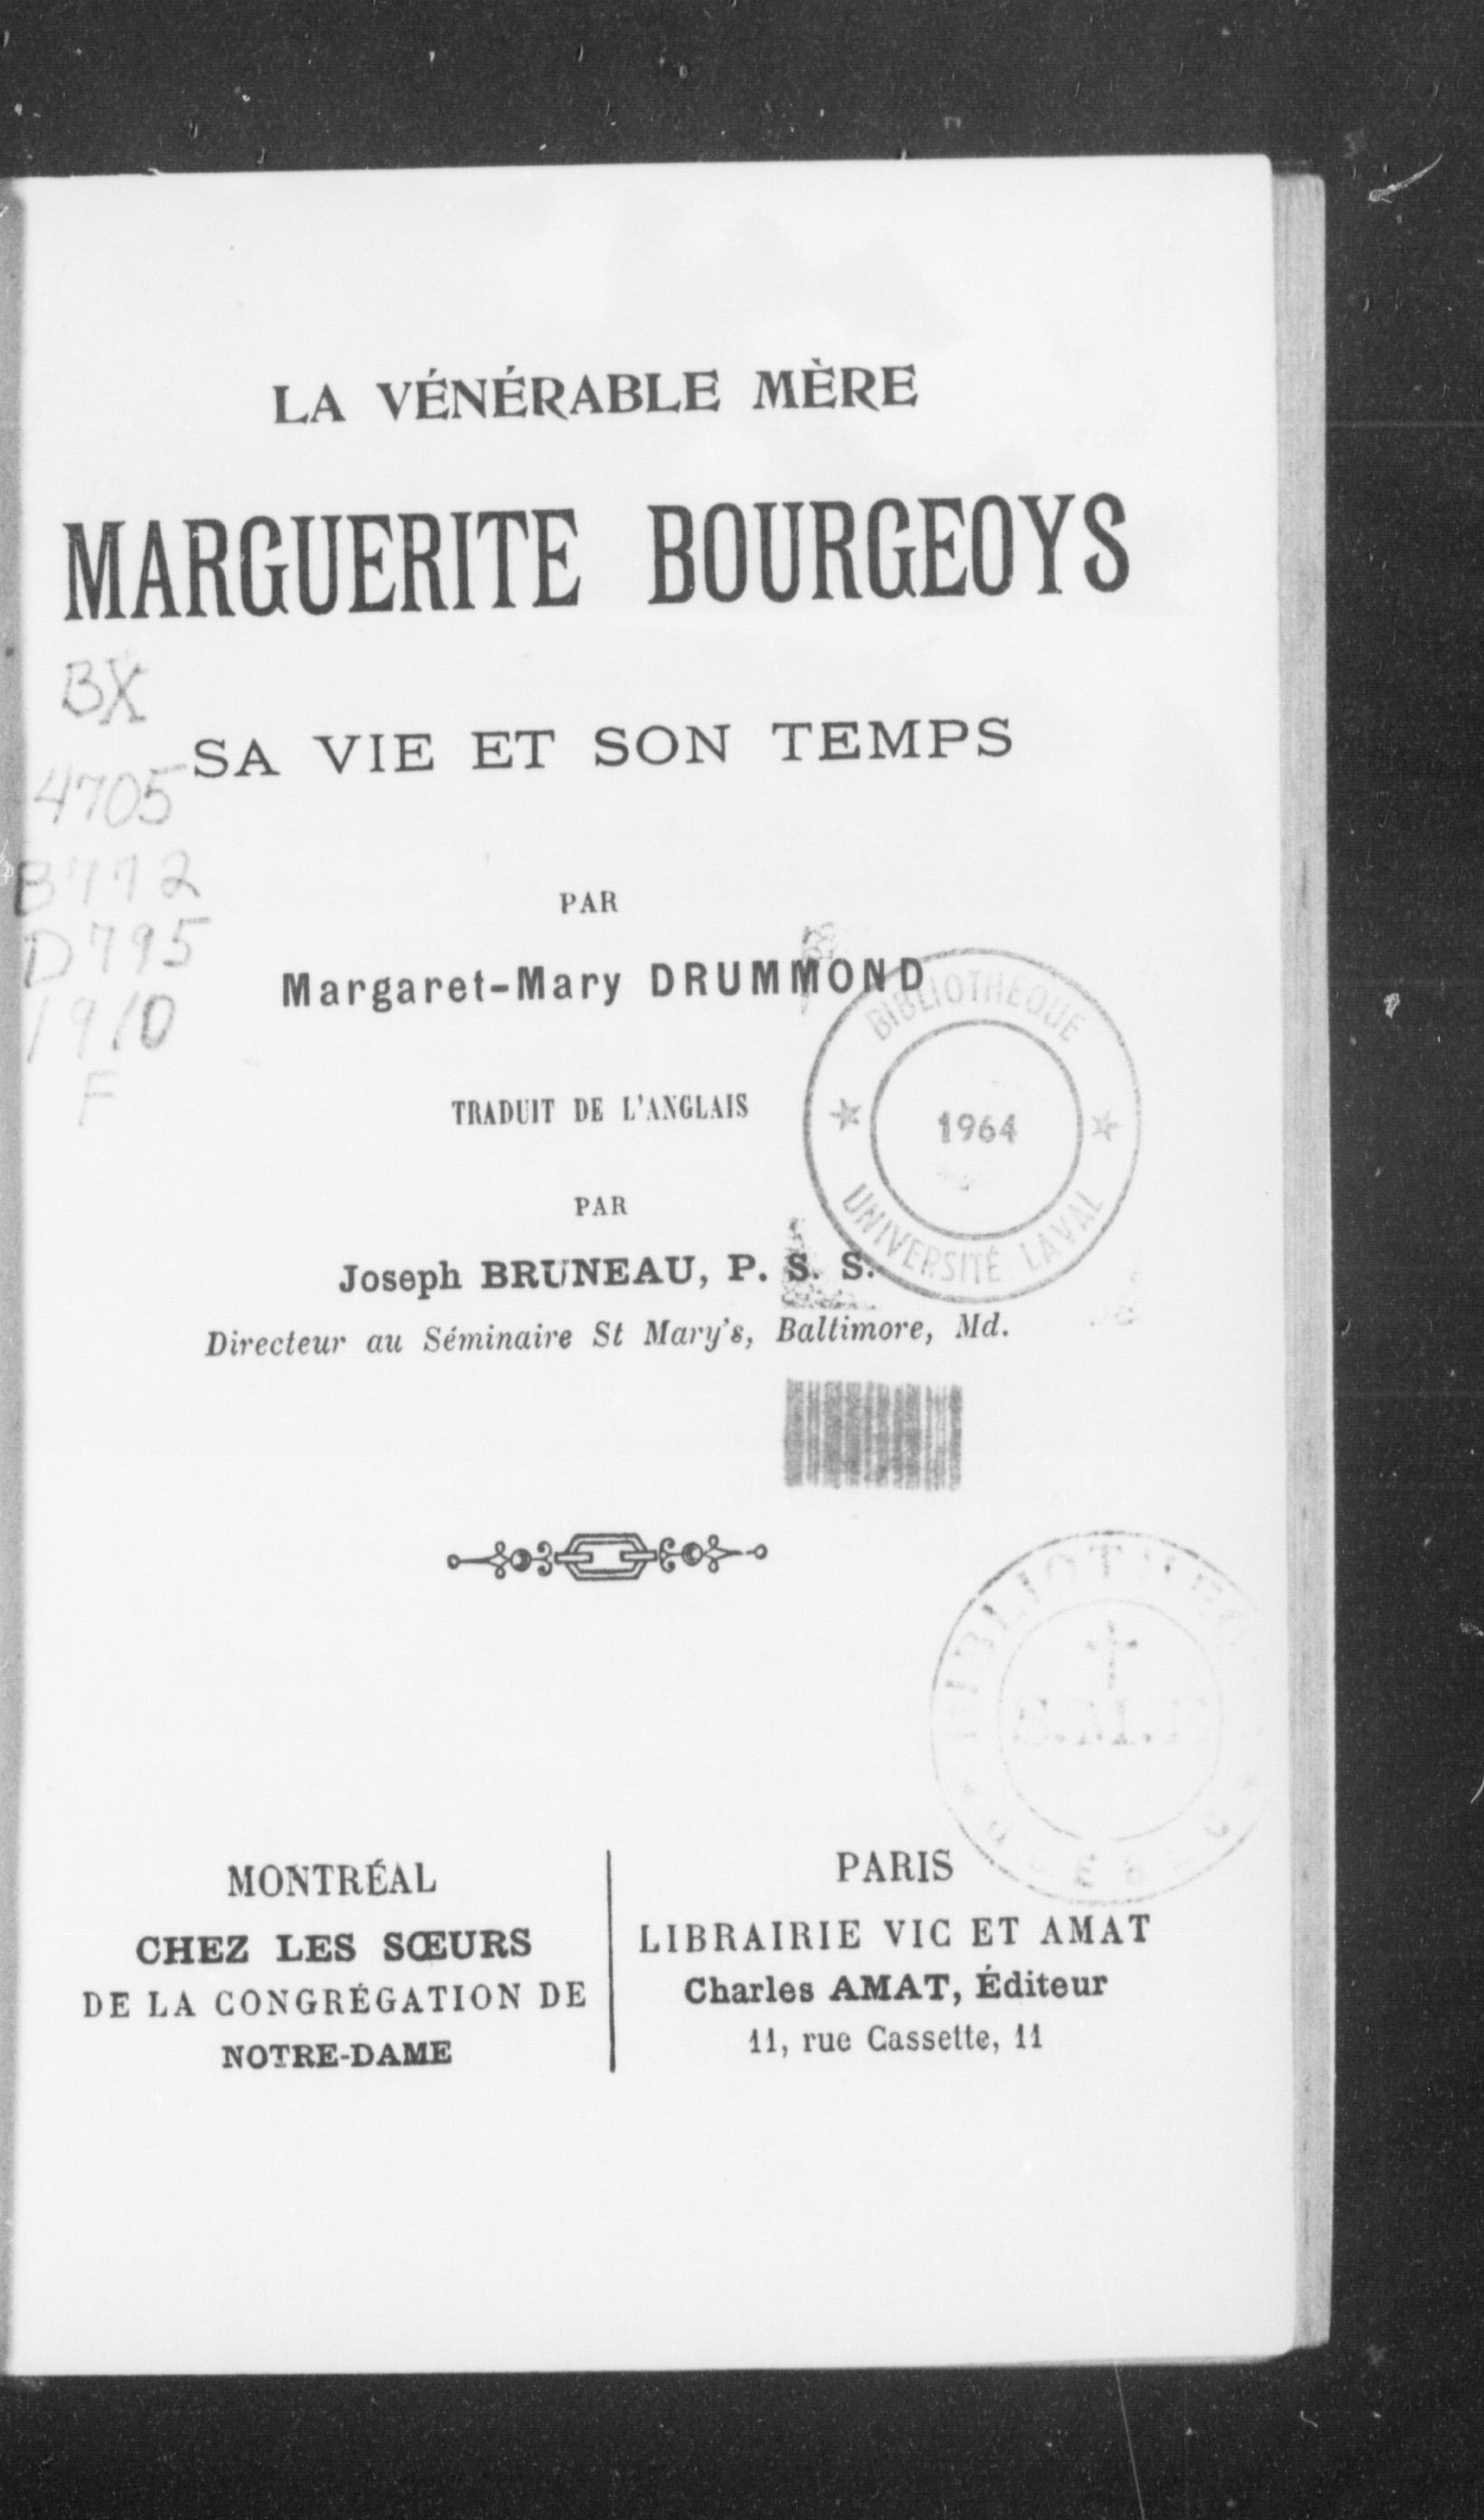 LA VÉNÉRABLE MÈRE
MARGUERITE BOURGEOYS
BX
SA VIE ET SON TEMPS
4705
B772
D795
1910
F
PAR
Margaret-Mary DRUMMOND
TRADUIT DE L'ANGLAIS
PAR
Joseph BRUNEAU, P. S. S.
Directeur au Séminaire St Mary's, Baltimore, Md.
BIBLIOTHEQUE
1964
UNIVERSITÉ LAVAL
MONTRÉAL
CHEZ LES SŒURS
DE LA CONGRÉGATION DE
NOTRE-DAME
PARIS
LIBRAIRIE VIC ET AMAT
Charles AMAT, Éditeur
11, rue Cassette, 11